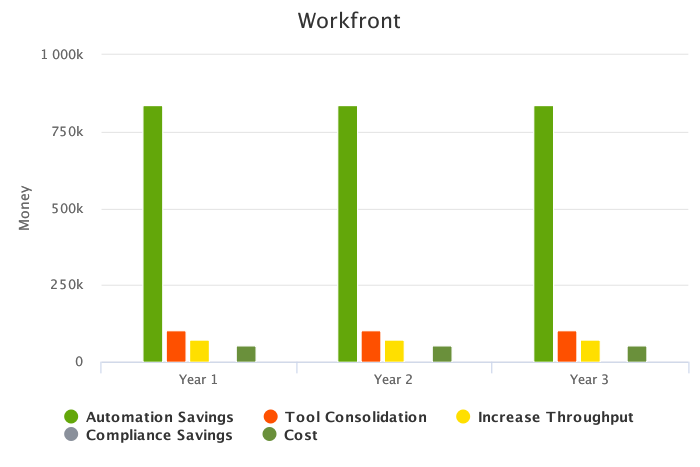 Workfront
1 000k
750k
500k
250k
0
Money
Year 1
Year 2
Year 3
Automation Savings
Tool Consolidation
Increase Throughput
Compliance Savings
Cost